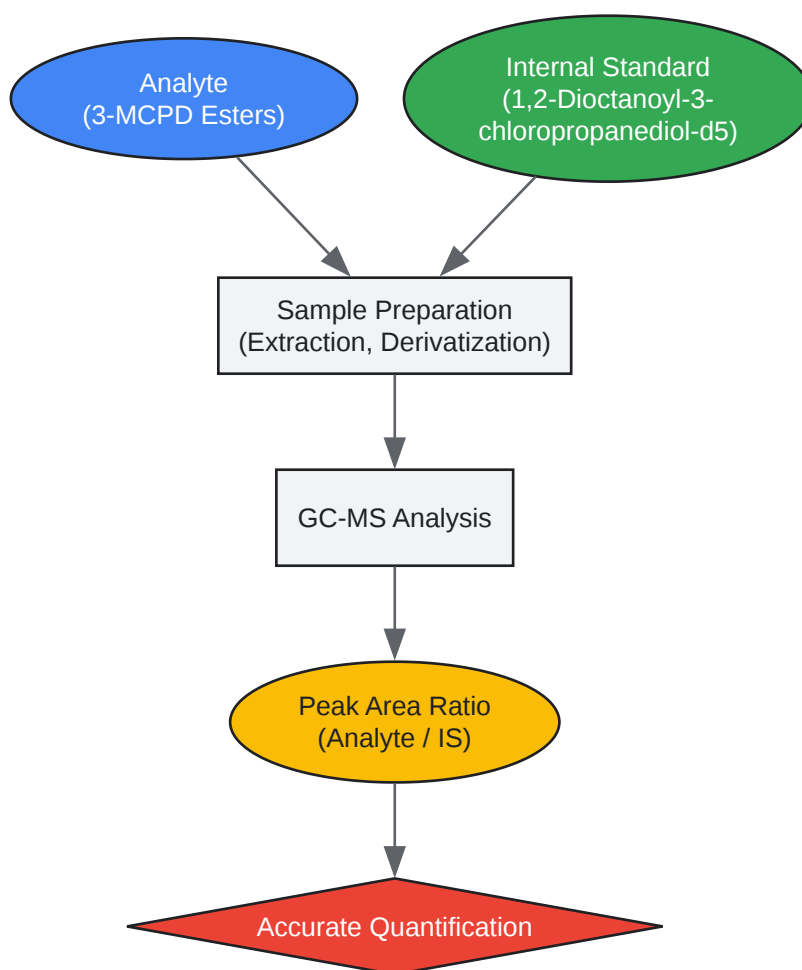 Analyte
(3-MCPD Esters)
Internal Standard
(1,2-Dioctanoyl-3-
chloropropanediol-d5)
Sample Preparation
(Extraction, Derivatization)
GC-MS Analysis
Peak Area Ratio
(Analyte / IS)
Accurate Quantification